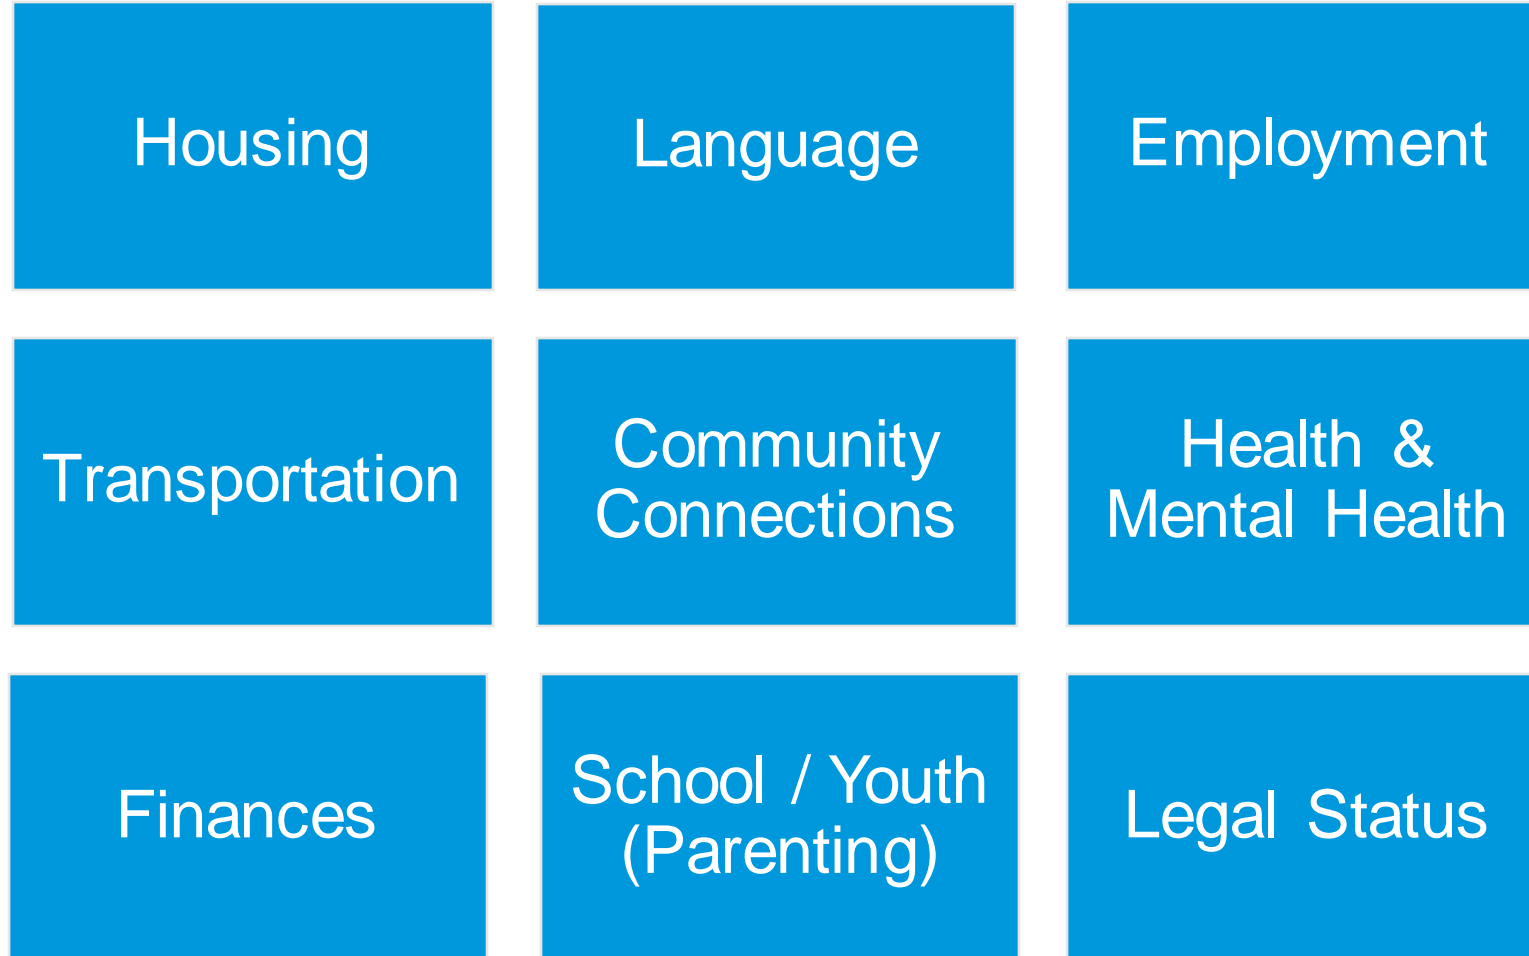 Housing
Language
Employment
Transportation
Community
Connections
Health &
Mental Health
Finances
School / Youth
(Parenting)
Legal Status